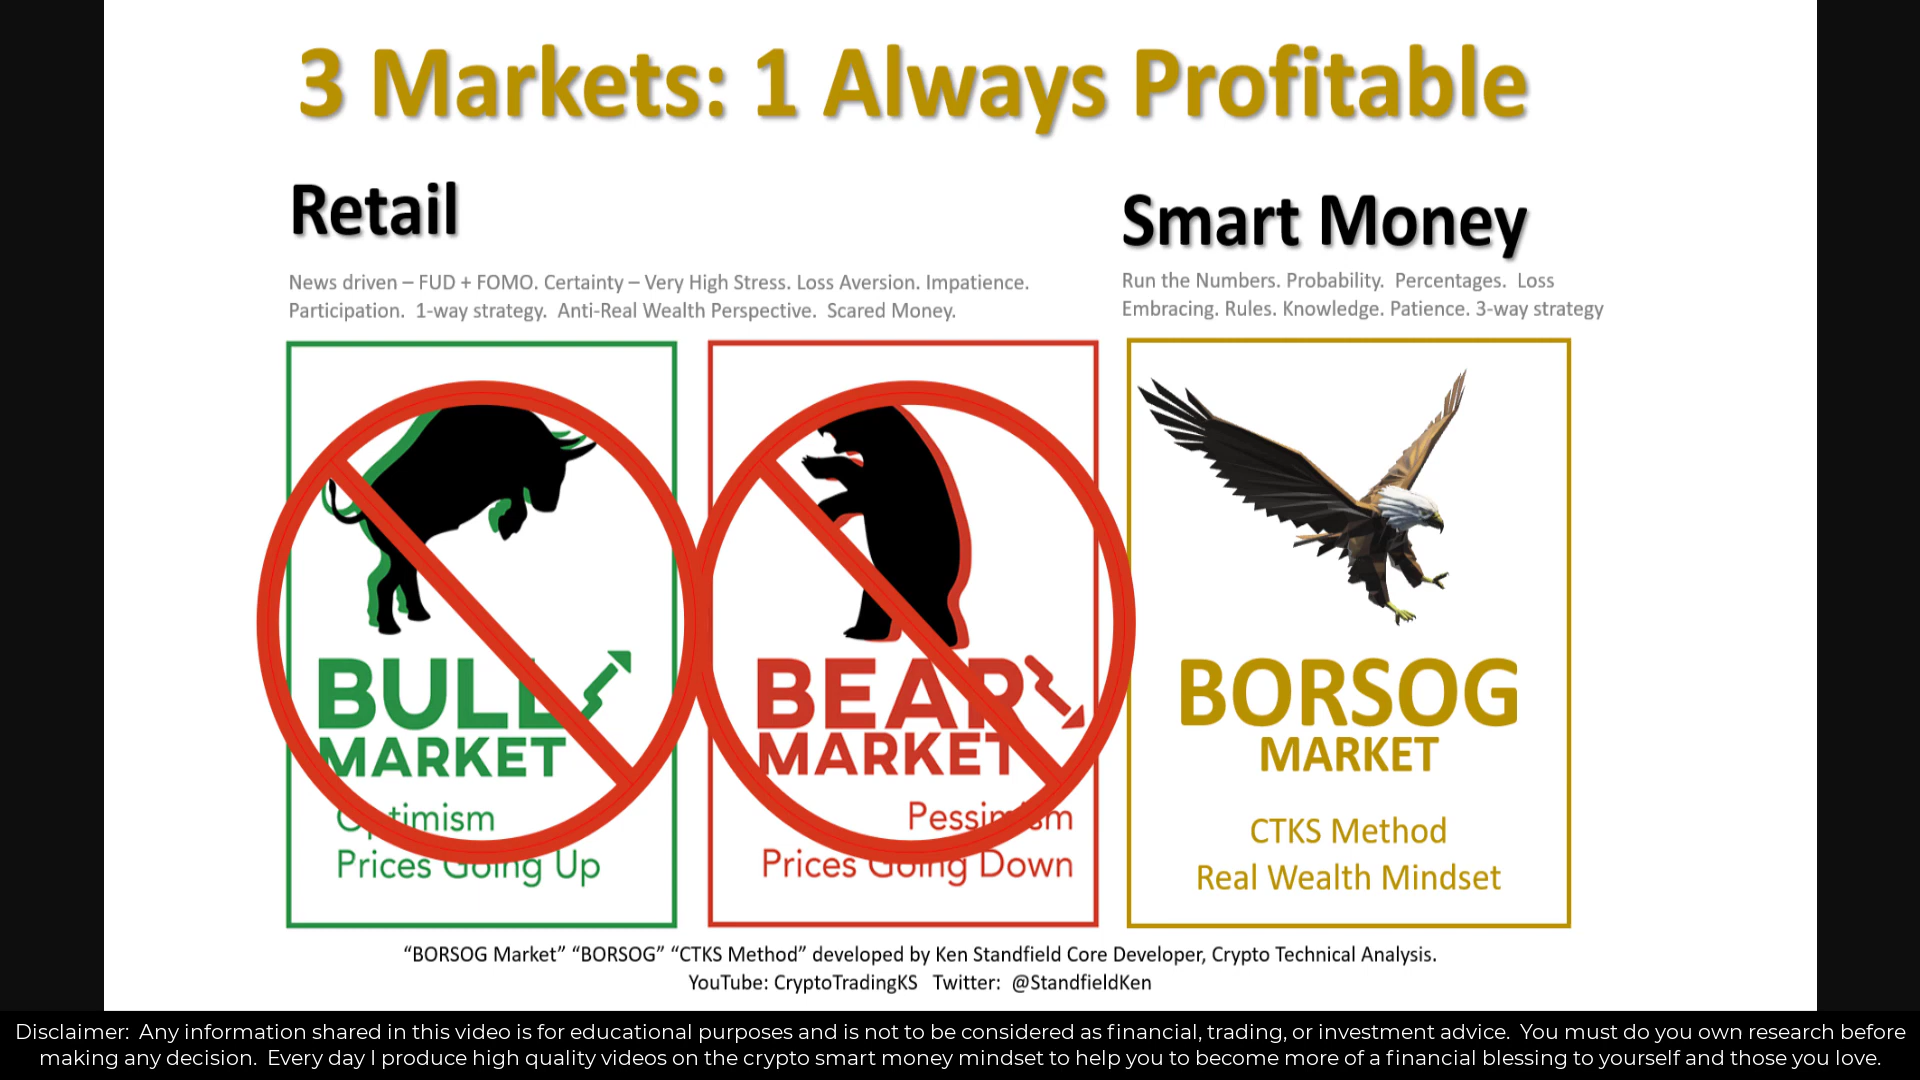 3 Markets: 1 Always Profitable
Retail
News driven – FUD + FOMO. Certainty – Very High Stress. Loss Aversion. Impatience.
Participation. 1-way strategy. Anti-Real Wealth Perspective. Scared Money.
Smart Money
Run the Numbers. Probability. Percentages. Loss
Embracing. Rules. Knowledge. Patience. 3-way strategy
BULL
MARKET
Optimism
Prices Going Up
BEAR
MARKET
Pessimism
Prices Going Down
BORSOG
MARKET
CTKS Method
Real Wealth Mindset
“BORSOG Market” “BORSOG” “CTKS Method” developed by Ken Standfield Core Developer, Crypto Technical Analysis.
YouTube: CryptoTradingKS Twitter: @StandfieldKen
Disclaimer: Any information shared in this video is for educational purposes and is not to be considered as financial, trading, or investment advice. You must do you own research before
making any decision. Every day I produce high quality videos on the crypto smart money mindset to help you to become more of a financial blessing to yourself and those you love.